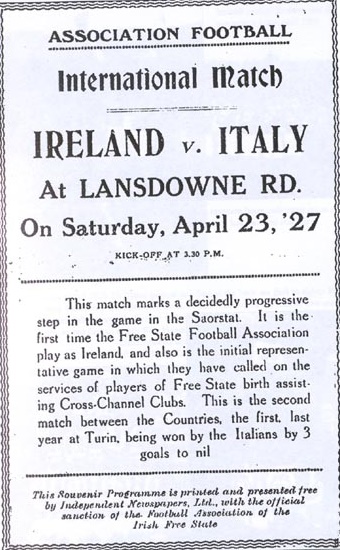 ASSOCIATION FOOTBALL
International Match
IRELAND v. ITALY
At LANSDOWNE RD.
On Saturday, April 23, '27
KICK-OFF AT 3.30 P.M.
This match marks a decidedly progressive
step in the game in the Saorstat. It is the
first time the Free State Football Association
play as Ireland, and also is the initial represen-
tative game in which they have called on the
services of players of Free State birth assist-
ing Cross-Channel Clubs. This is the second
match between the Countries, the first, last
year at Turin, being won by the Italians by 3
goals to nil
This Souvenir Programme is printed and presented free
by Independent Newspapers, Ltd., with the official
sanction of the Football Association of the
Irish Free State